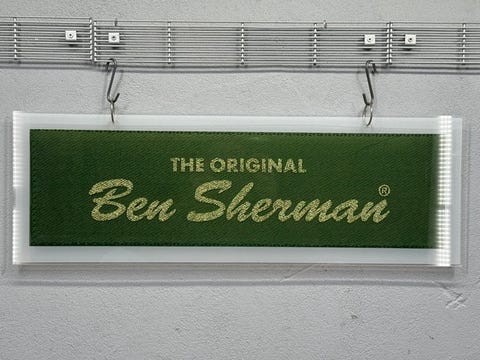 THE ORIGINAL
Ben Sherman®